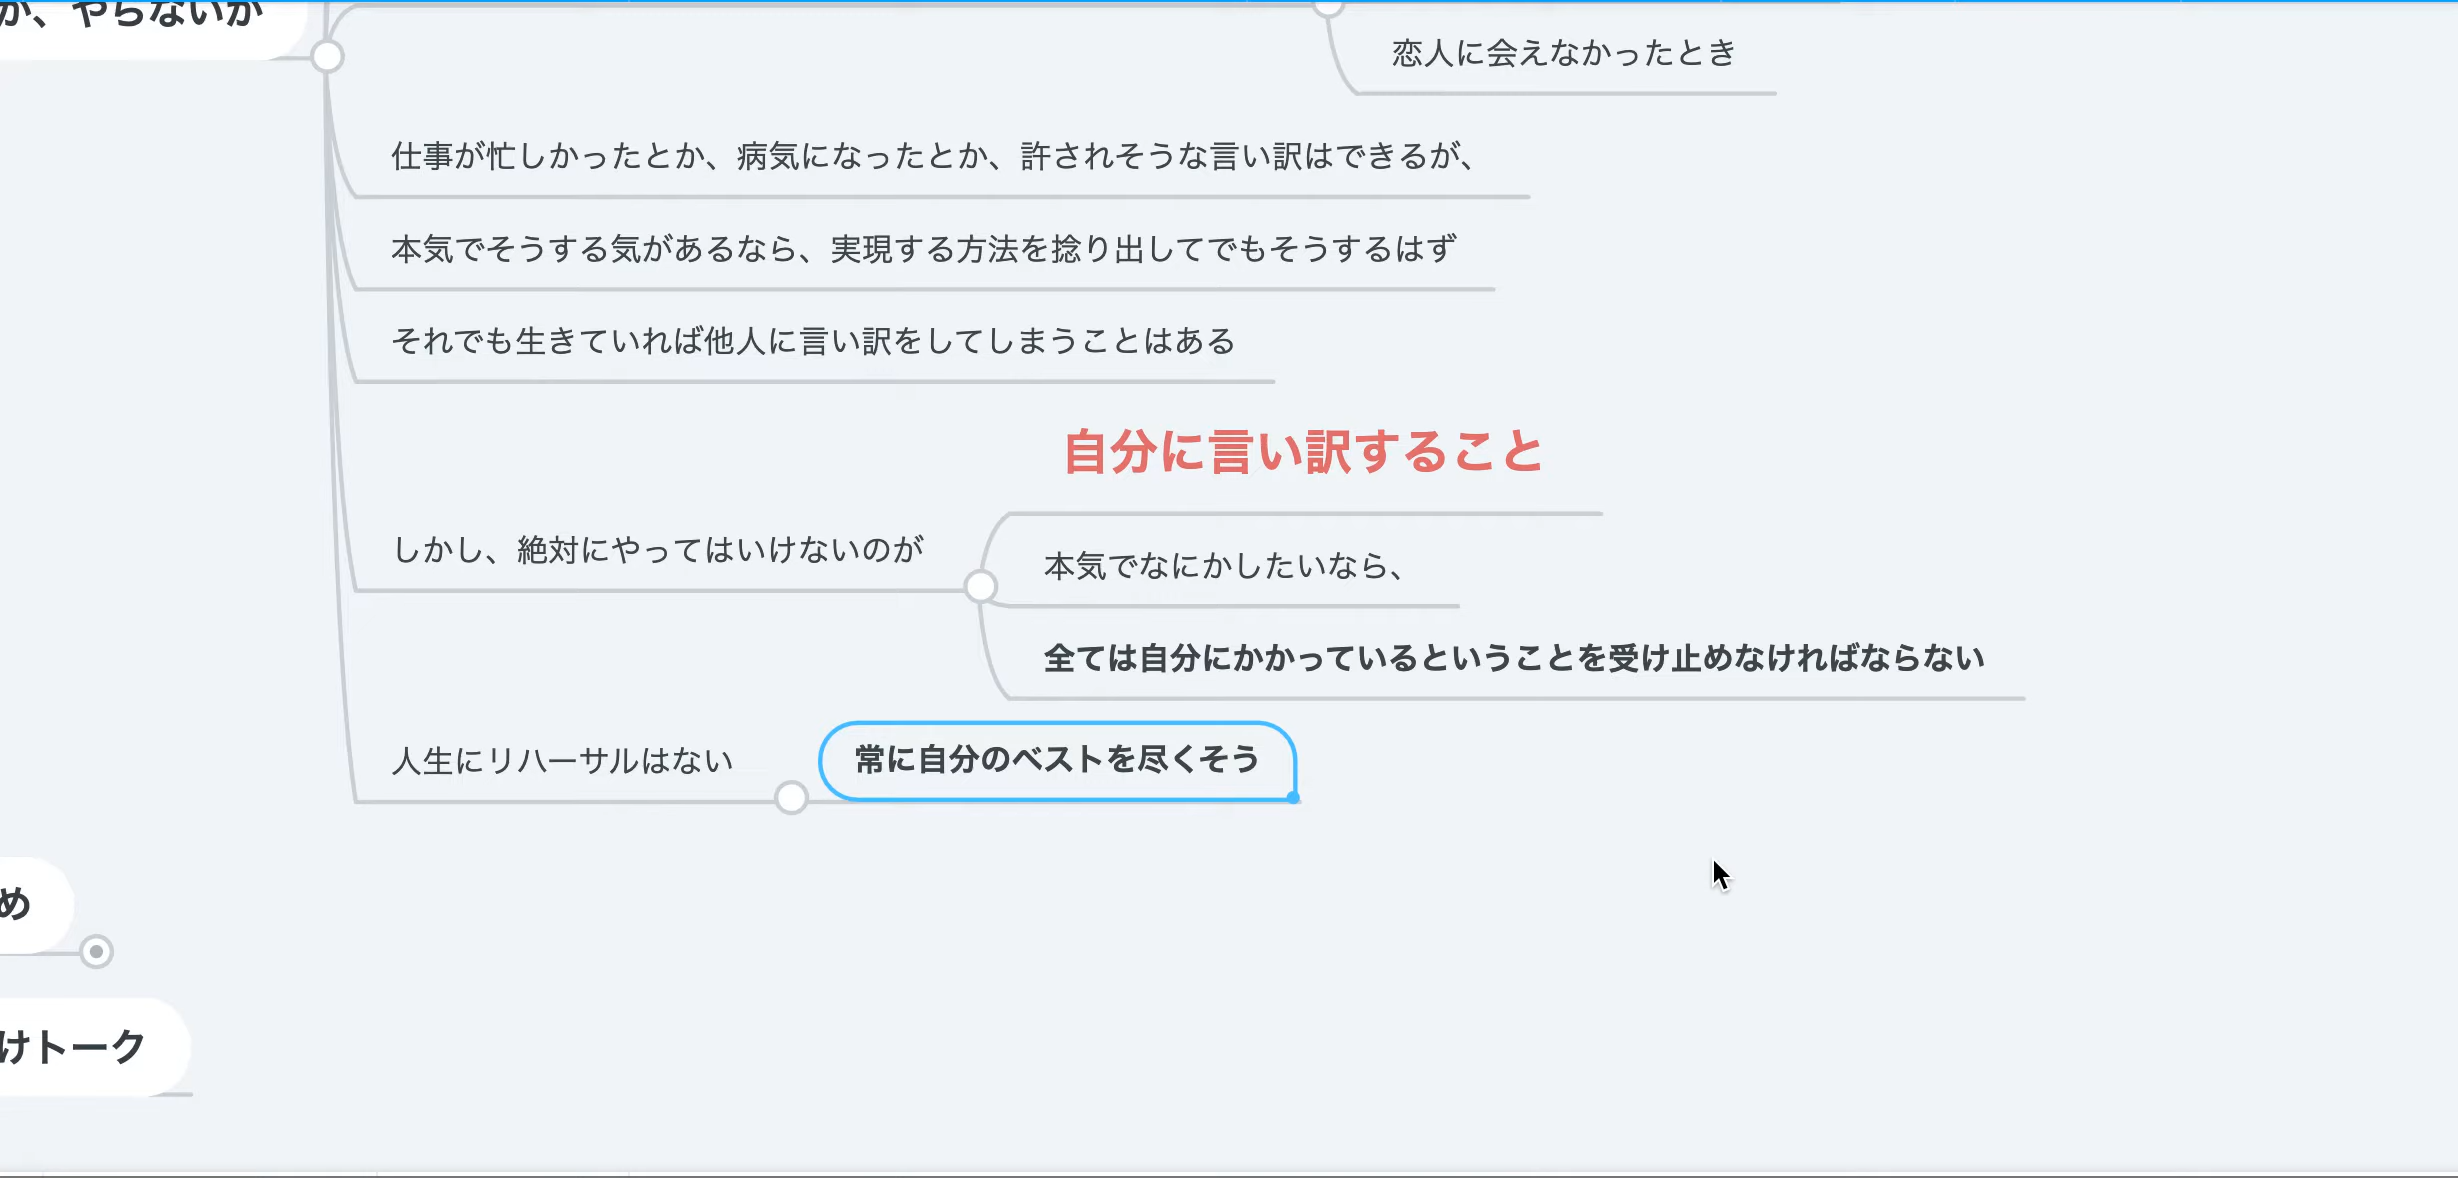 か、やらないか
恋人に会えなかったとき
仕事が忙しかったとか、病気になったとか、許されそうな言い訳はできるが、
本気でそうする気があるなら、実現する方法を捻り出してでもそうするはず
それでも生きていれば他人に言い訳をしてしまうことはある
自分に言い訳すること
しかし、絶対にやってはいけないのが
本気でなにかしたいなら、
全ては自分にかかっているということを受け止めなければならない
人生にリハーサルはない
常に自分のベストを尽くそう
め
けトーク